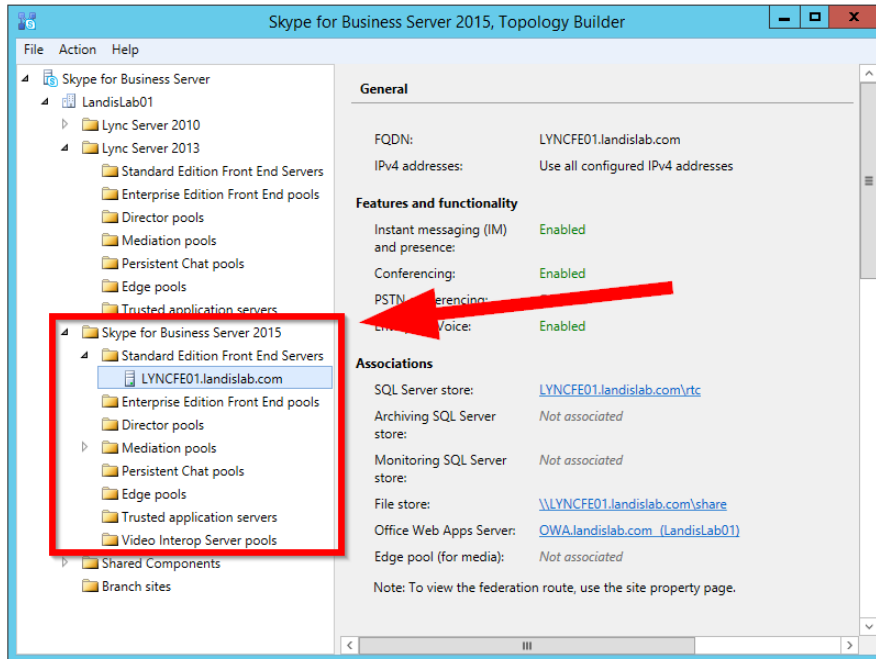 Skype for Business Server 2015, Topology Builder
File Action Help
Skype for Business Server
LandisLab01
Lync Server 2010
Lync Server 2013
Standard Edition Front End Servers
Enterprise Edition Front End pools
Director pools
Mediation pools
Persistent Chat pools
Edge pools
Trusted application servers
Skype for Business Server 2015
Standard Edition Front End Servers
LYNCFE01.landislab.com
Enterprise Edition Front End pools
Director pools
Mediation pools
Persistent Chat pools
Edge pools
Trusted application servers
Video Interop Server pools
Shared Components
Branch sites
General
FQDN: LYNCFE01.landislab.com
IPv4 addresses: Use all configured IPv4 addresses
Features and functionality
Instant messaging (IM) Enabled
and presence:
Conferencing: Enabled
PSTN
Voice: Enabled
Associations
SQL Server store: LYNCFE01.landislab.com\rtc
Archiving SQL Server Not associated
store:
Monitoring SQL Server Not associated
store:
File store: \\LYNCFE01.landislab.com\share
Office Web Apps Server: OWA.landislab.com (LandisLab01)
Edge pool (for media): Not associated
Note: To view the federation route, use the site property page.